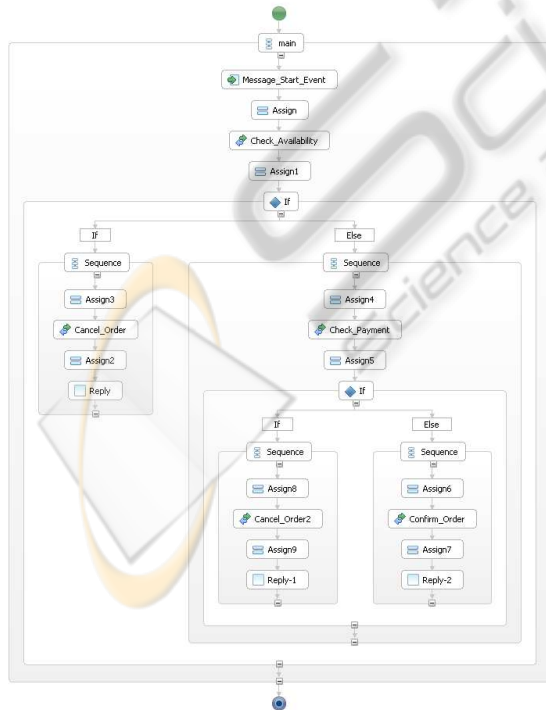 main
Message_Start_Event
Assign
Check_Availability
Assign1
If
If
Else
Sequence
Assign3
Cancel_Order
Assign2
Reply
Sequence
Assign4
Check_Payment
Assign5
If
If
Else
Sequence
Assign8
Cancel_Order2
Assign9
Reply-1
Sequence
Assign6
Confirm_Order
Assign7
Reply-2